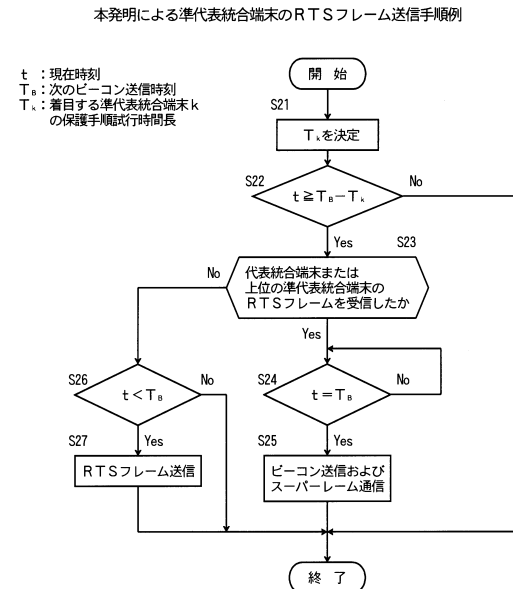 本発明による準代表統合端末のRTSフレーム送信手順例
t :現在時刻
TB:次のビーコン送信時刻
Tk:着目する準代表統合端末k
の保護手順試行時間長
開 始
S21
Tkを決定
S22
t≧TB－Tk
No
Yes
S23
代表統合端末または
上位の準代表統合端末の
RTSフレームを受信したか
No
Yes
S26
t＜TB
No
S24
t＝TB
No
S27
Yes
RTSフレーム送信
S25
Yes
ビーコン送信および
スーパーレーム通信
終 了